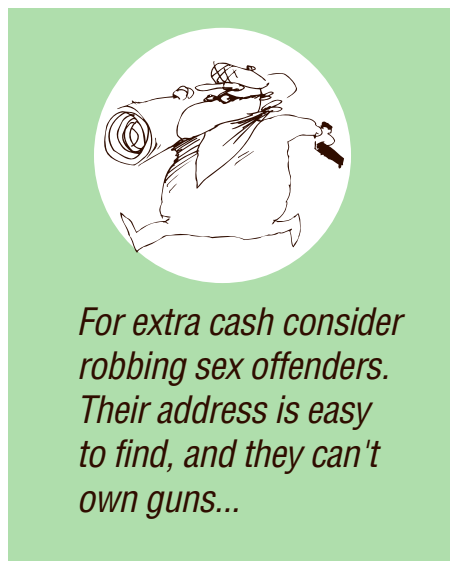 For extra cash consider
robbing sex offenders.
Their address is easy
to find, and they can't
own guns...